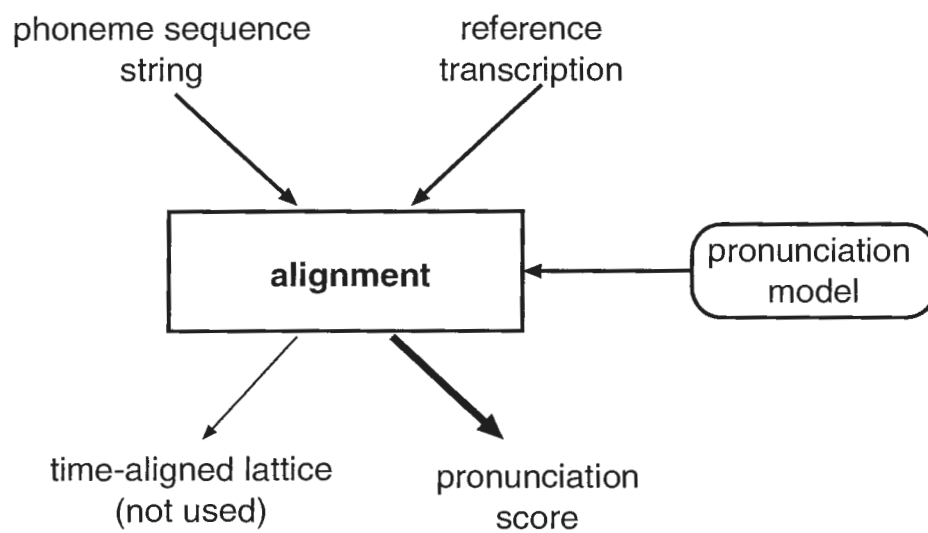 phoneme sequence
string
reference
transcription
alignment
pronunciation
model
time-aligned lattice
(not used)
pronunciation
score